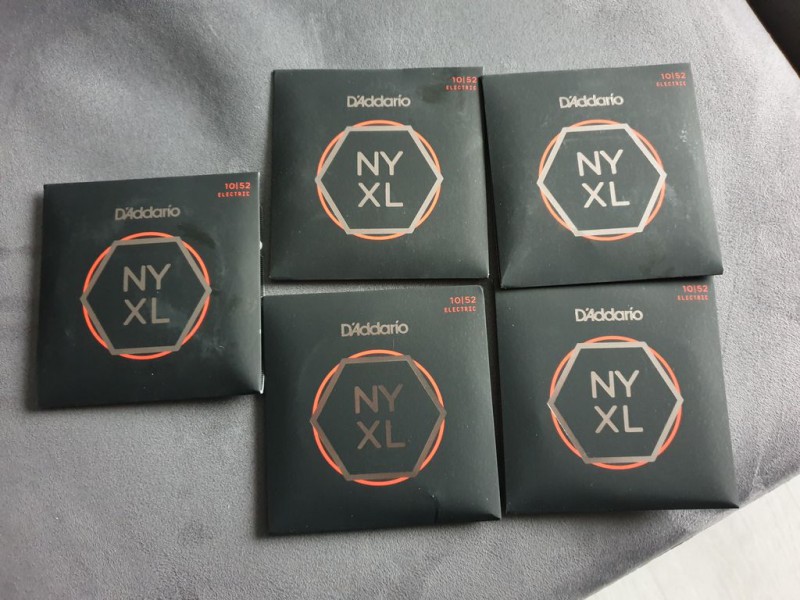 10|52
ELECTRIC
D'Addario
NY
XL
10|52
ELECTRIC
D'Addario
NY
XL
10|52
ELECTRIC
D'Addario
NY
XL
10|52
ELECTRIC
D'Addario
NY
XL
10|52
ELECTRIC
D'Addario
NY
XL